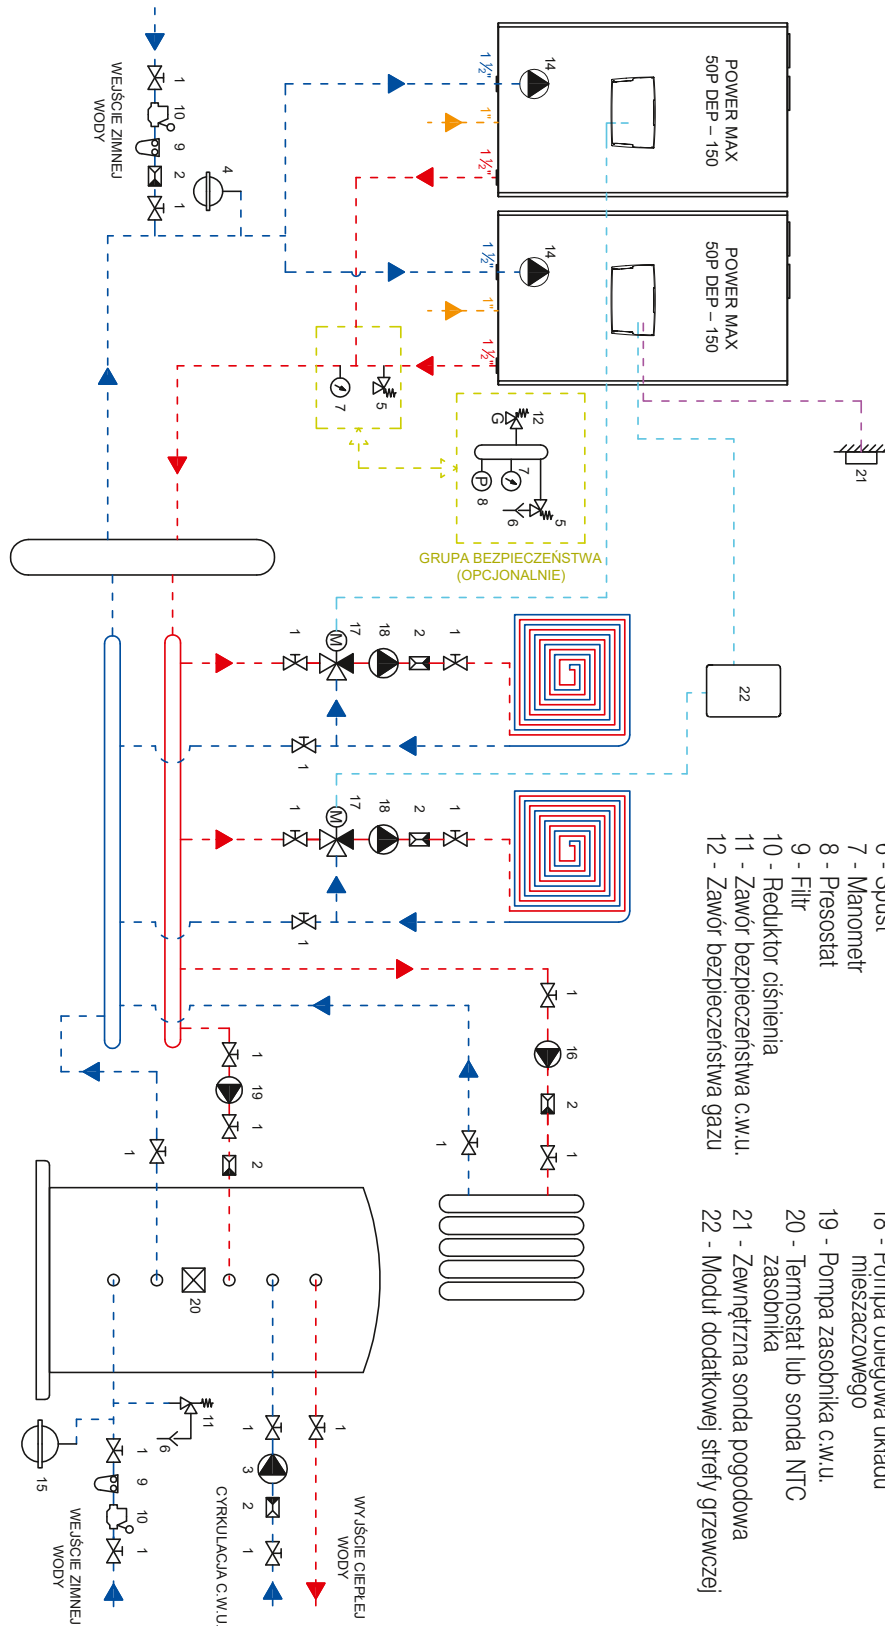 POWER MAX
50P DEP – 150
14
1 ½"
1"
1 ½"
POWER MAX
50P DEP – 150
14
1 ½"
1"
1 ½"
WEJŚCIE ZIMNEJ
WODY
1
10
9
2
1
4
7
5
12
G
7
P
8
6
5
GRUPA BEZPIECZEŃSTWA
(OPCJONALNIE)
21
22
1
M
17
18
2
1
1
1
M
17
18
2
1
1
1
16
2
1
1
1
19
1
2
1
20
11
6
15
1
9
10
1
WEJŚCIE ZIMNEJ
WODY
1
3
2
1
CYRKULACJA C.W.U.
1
WYJŚCIE CIEPŁEJ
WODY
6 - Spust
7 - Manometr
8 - Presostat
9 - Filtr
10 - Reduktor ciśnienia
11 - Zawór bezpieczeństwa c.w.u.
12 - Zawór bezpieczeństwa gazu
18 - Pompa obiegowa układu
mieszaczowego
19 - Pompa zasobnika c.w.u.
20 - Termostat lub sonda NTC
zasobnika
21 - Zewnętrzna sonda pogodowa
22 - Moduł dodatkowej strefy grzewczej